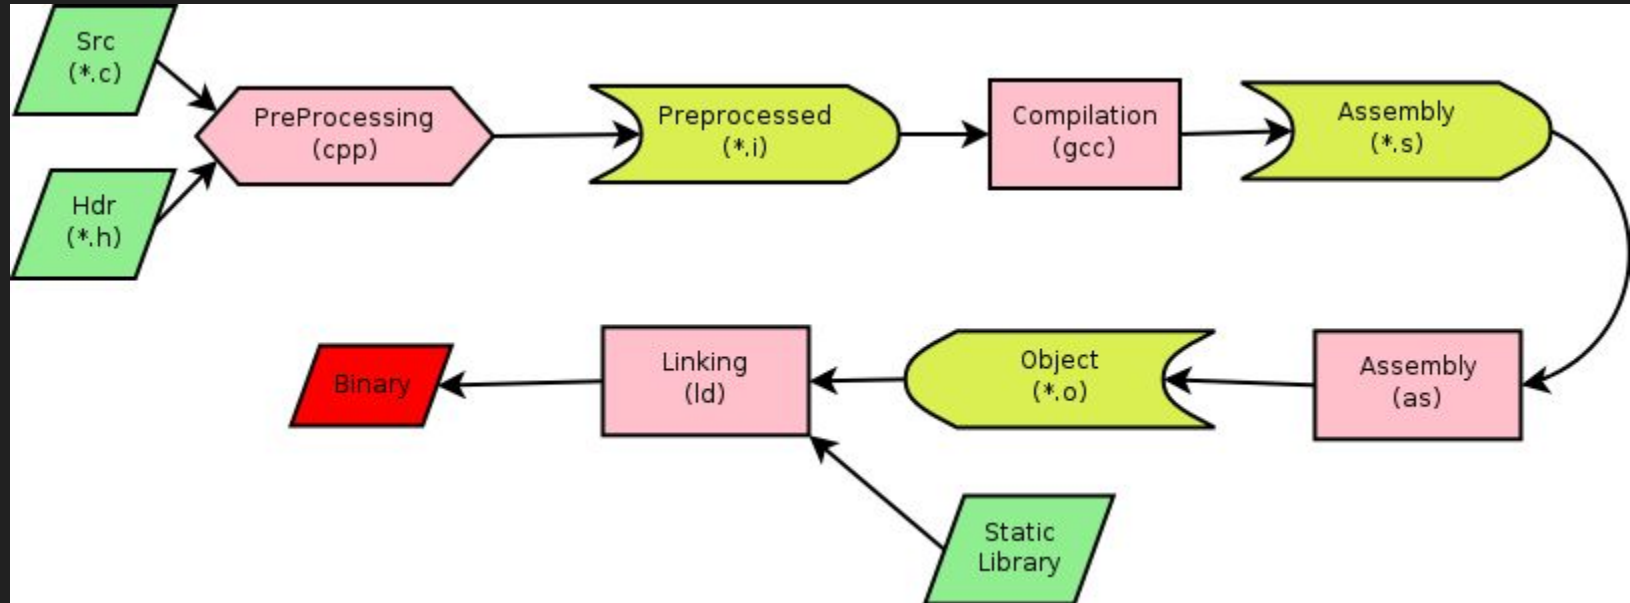 Src
(*.c)
PreProcessing
(cpp)
Preprocessed
(*.i)
Compilation
(gcc)
Assembly
(*.s)
Hdr
(*.h)
Assembly
(as)
Object
(*.o)
Linking
(ld)
Binary
Static
Library